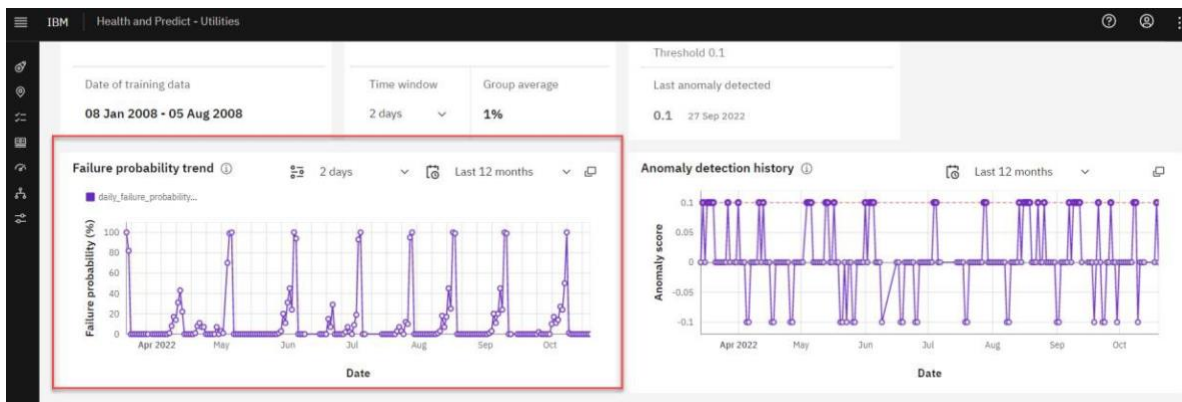 IBM Health and Predict - Utilities
Threshold 0.1
Date of training data
08 Jan 2008 - 05 Aug 2008
Time window
2 days
Group average
1%
Last anomaly detected
0.1 27 Sep 2022
Failure probability trend
2 days
Last 12 months
daily_failure_probability...
Failure probability (%)
100
80
60
40
20
0
Apr 2022 May Jun Jul Aug Sep Oct
Date
Anomaly detection history
Last 12 months
Anomaly score
0.1
0.05
0
-0.05
-0.1
Apr 2022 May Jun Jul Aug Sep Oct
Date